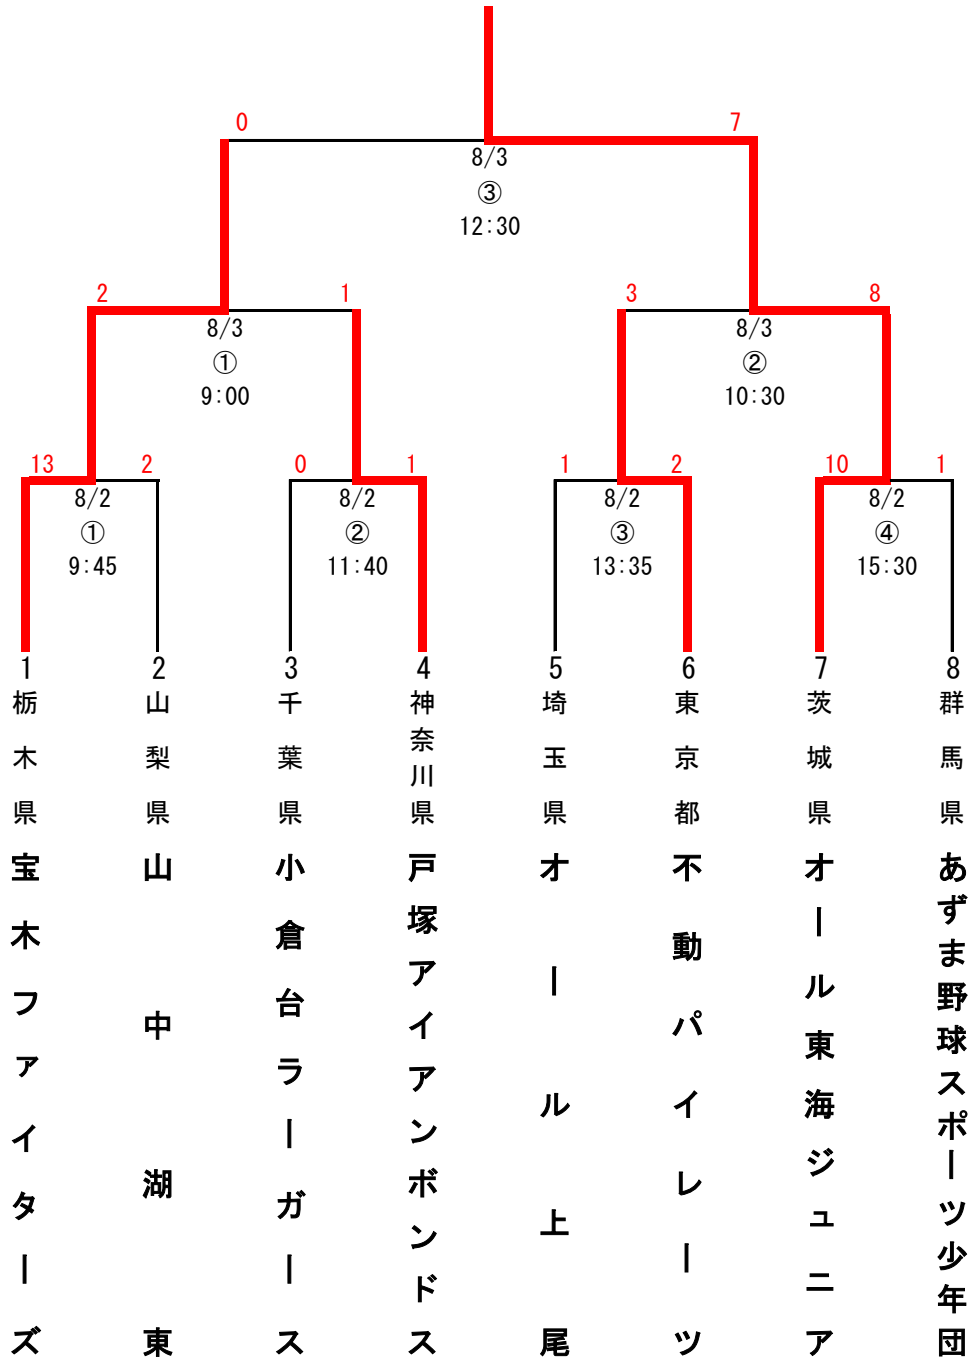 0 7
8/3
③
12:30
2 1 3 8
8/3 8/3
① ②
9:00 10:30
13 2 0 1 1 2 10 1
8/2 8/2 8/2 8/2
① ② ③ ④
9:45 11:40 13:35 15:30
1 2 3 4 5 6 7 8
栃木県
宝木ファイターズ
山梨県
山中湖東
千葉県
小倉台ラーガース
神奈川県
戸塚アイアンボンドス
埼玉県
オール上尾
東京都
不動パイレーツ
茨城県
オール東海ジュニア
群馬県
あずま野球スポーツ少年団